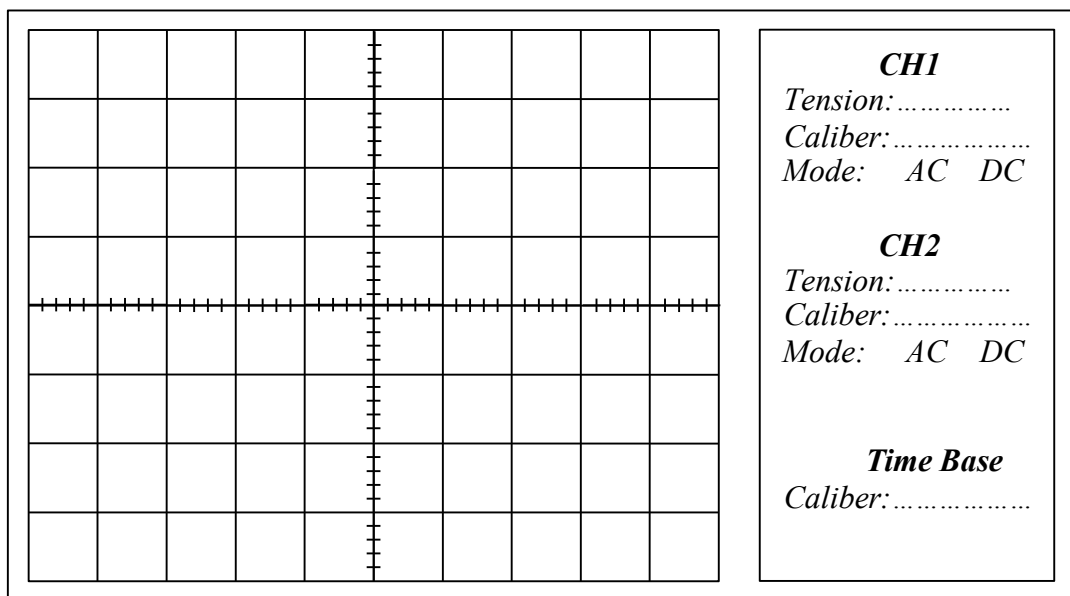 CH1
Tension:……………
Caliber:………………
Mode: AC DC
CH2
Tension:……………
Caliber:………………
Mode: AC DC
Time Base
Caliber:………………